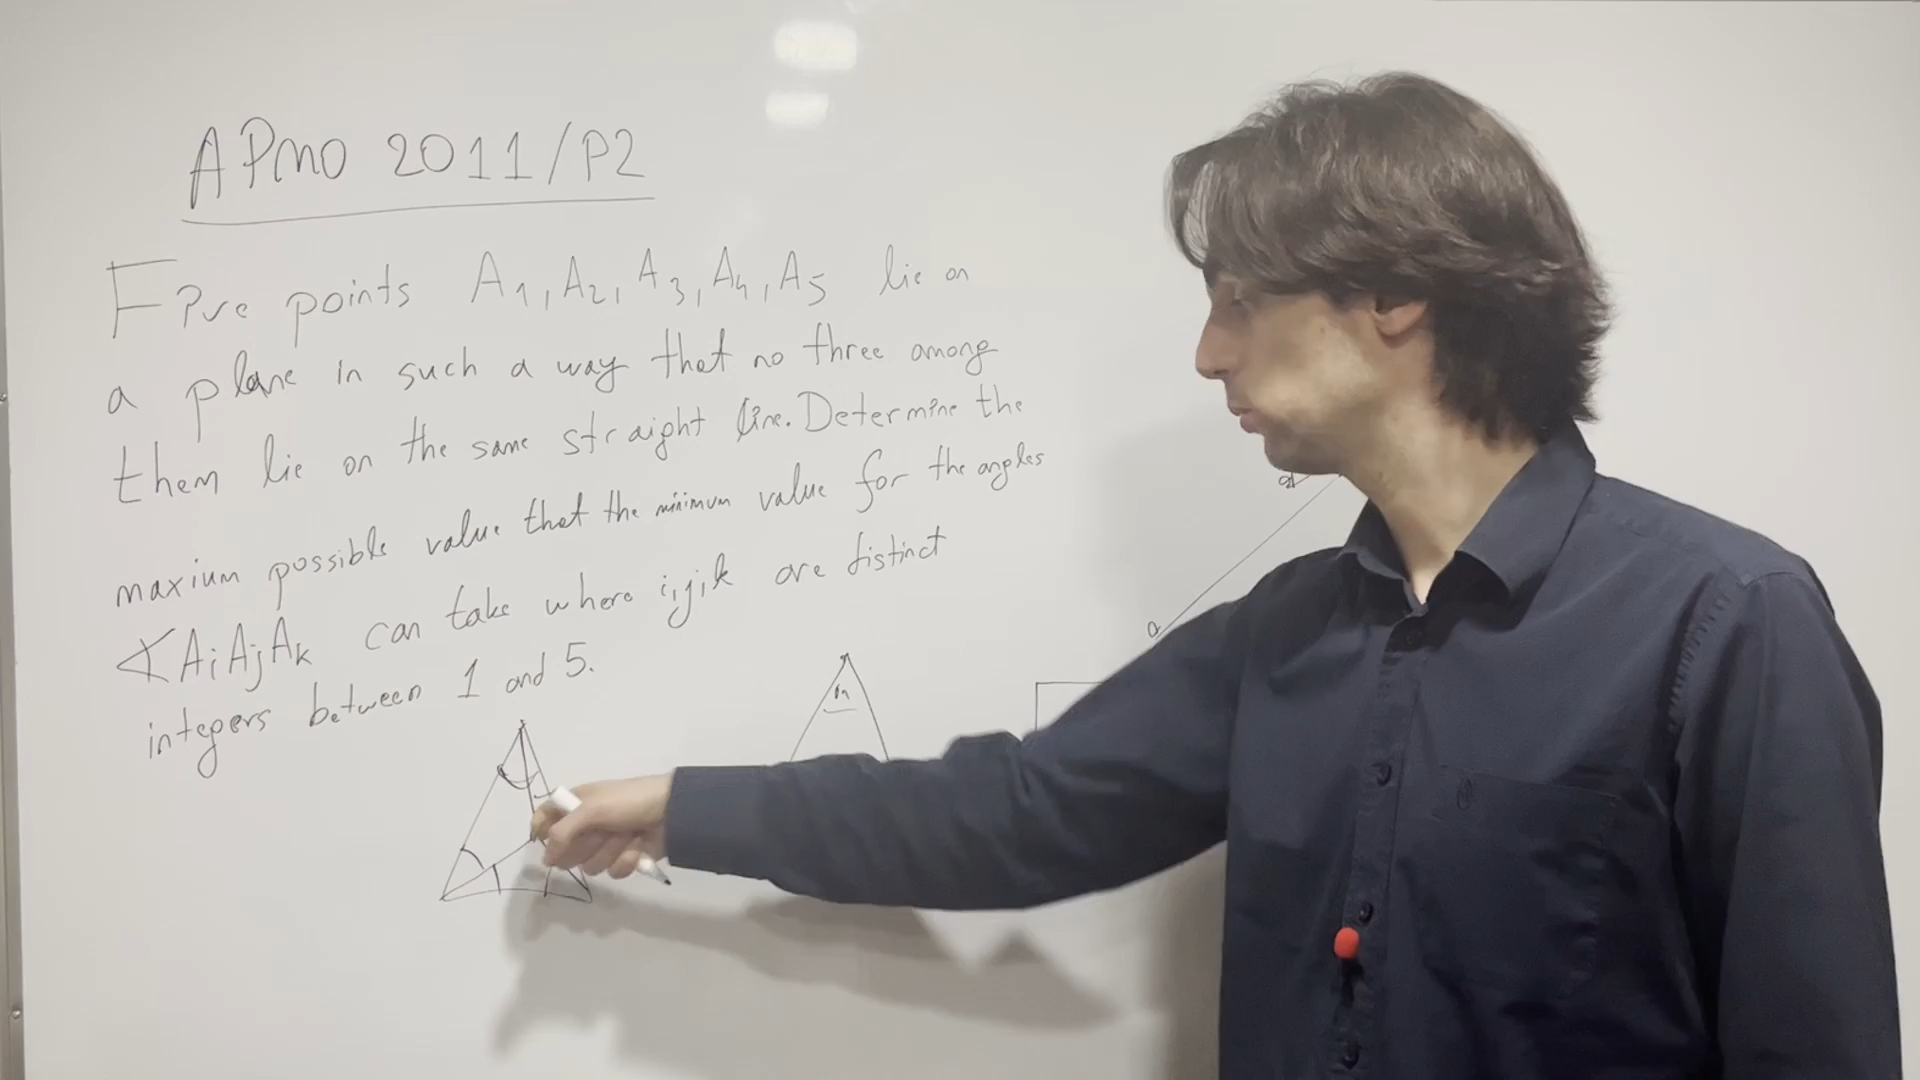 APMO 2011/P2
Five points A1, A2, A3, A4, A5 lie on
a plane in such a way that no three among
them lie on the same straight line. Determine the
maxium possible value that the minimum value for the angles
∢AiAjAk can take where i,j,k are distinct
integers between 1 and 5.